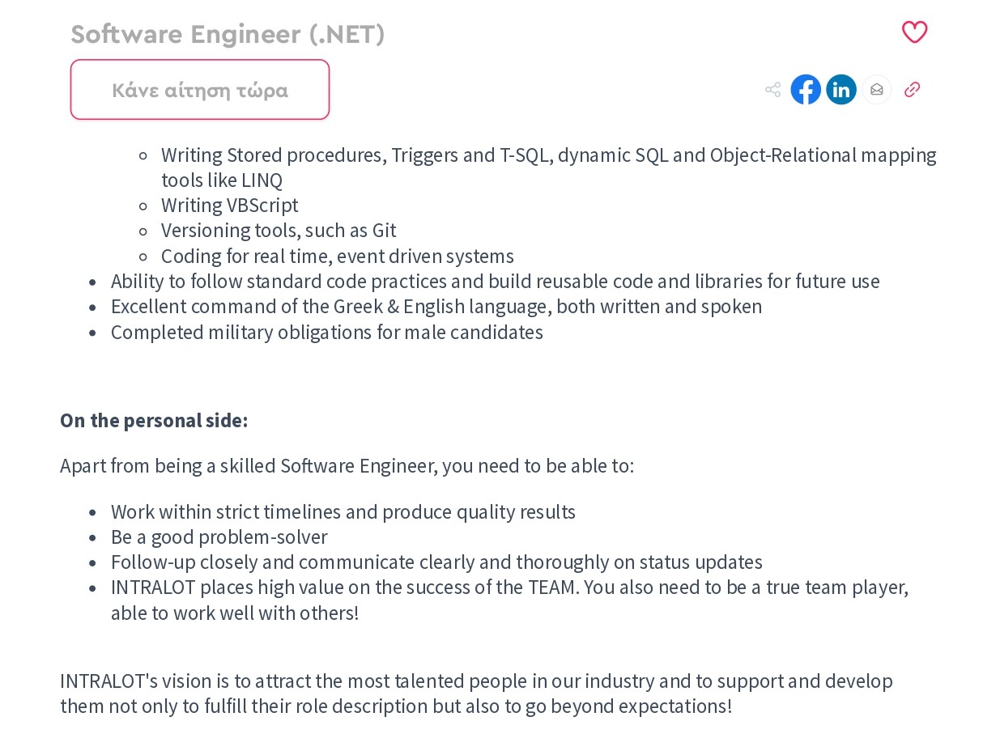 Software Engineer (.NET)
Κάνε αίτηση τώρα
in
Writing Stored procedures, Triggers and T-SQL, dynamic SQL and Object-Relational mapping
tools like LINQ
Writing VBScript
Versioning tools, such as Git
Coding for real time, event driven systems
Ability to follow standard code practices and build reusable code and libraries for future use
Excellent command of the Greek & English language, both written and spoken
Completed military obligations for male candidates
On the personal side:
Apart from being a skilled Software Engineer, you need to be able to:
Work within strict timelines and produce quality results
Be a good problem-solver
Follow-up closely and communicate clearly and thoroughly on status updates
INTRALOT places high value on the success of the TEAM. You also need to be a true team player,
able to work well with others!
INTRALOT's vision is to attract the most talented people in our industry and to support and develop
them not only to fulfill their role description but also to go beyond expectations!